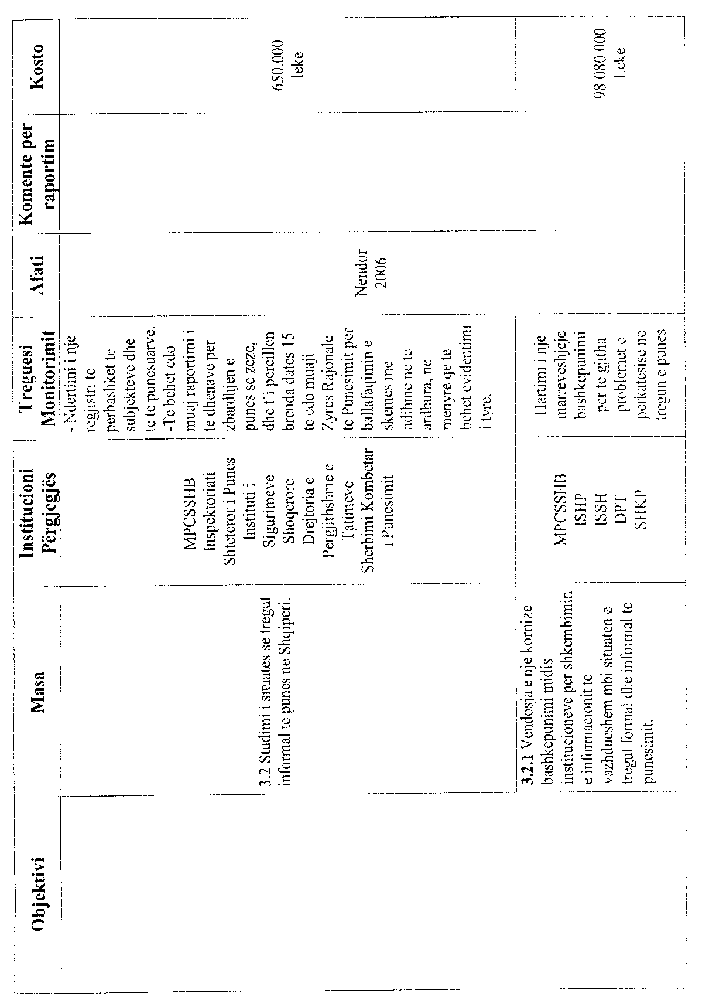 Objektivi
Masa
Institucioni
Përgjegjës
Treguesi
Monitorimit
Afati
Komente per
raportim
Kosto
3.2 Studimi i situates se tregut
informal te punes ne Shqiperi.
MPCSSHB
Inspektoriati
Shteteror i Punes
Instituti i
Sigurimeve
Shoqerore
Drejtoria e
Pergjithshme e
Tatimeve
Sherbimi Kombetar
i Punesimit
- Ndertimi i nje
regjistri te
perbashket te
subjekteve dhe
te te punesuarve.
-Te behet cdo
muaj raportimi i
te dhenave per
zbardhjen e
punes se zeze,
dhe t'i percillen
brenda dates 15
te cdo muaji
Zyres Rajonale
te Punesimit per
ballafaqimin e
skemes me
ndihme ne te
ardhura, ne
menyre qe te
behet evidentimi
i tyre.
Nendor
2006
650.000
leke
3.2.1 Vendosja e nje kornize
bashkepunimi midis
institucioneve per shkembimin
e informacionit te
vazhdueshem mbi situaten e
tregut formal dhe informal te
punesimit.
MPCSSHB
ISHP
ISSH
DPT
SHKP
Hartimi i nje
marreveshjeje
bashkepunimi
per te gjitha
problemet e
perkatesise ne
tregun e punes
98 080 000
Leke